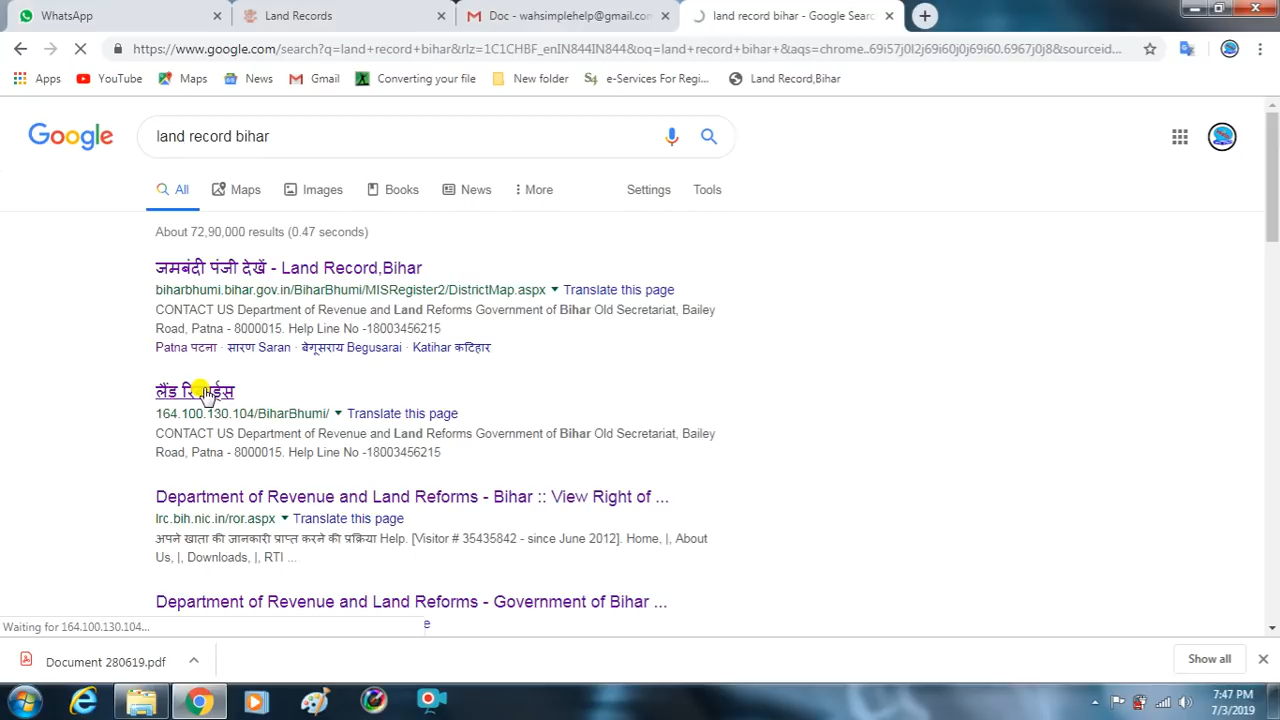 WhatsApp
Land Records
Doc - wahsimplehelp@gmail.com
land record bihar - Google Sear
https://www.google.com/search?q=land+record+bihar&rlz=1C1CHBF_enIN844IN844&oq=land+record+bihar+&aqs=chrome..69i57j0l2j69i60j0j69i60.6967j0j8&sourceid...
Apps YouTube Maps News Gmail Converting your file New folder e-Services For Regi... Land Record,Bihar
Google land record bihar
All Maps Images Books News More Settings Tools
About 72,90,000 results (0.47 seconds)
जमबंदी पंजी देखें - Land Record,Bihar
biharbhumi.bihar.gov.in/BiharBhumi/MISRegister2/DistrictMap.aspx Translate this page
CONTACT US Department of Revenue and Land Reforms Government of Bihar Old Secretariat, Bailey
Road, Patna - 8000015. Help Line No -18003456215
Patna पटना · सारण Saran · बेगूसराय Begusarai · Katihar कटिहार
लैंड
164.100.130.104/BiharBhumi/ Translate this page
CONTACT US Department of Revenue and Land Reforms Government of Bihar Old Secretariat, Bailey
Road, Patna - 8000015. Help Line No -18003456215
Department of Revenue and Land Reforms - Bihar :: View Right of ...
lrc.bih.nic.in/ror.aspx Translate this page
अपने खाता की जानकारी प्राप्त करने की प्रक्रिया Help. [Visitor # 35435842 - since June 2012]. Home, |, About
Us, |, Downloads, |, RTI ...
Department of Revenue and Land Reforms - Government of Bihar ...
Waiting for 164.100.130.104...
e
Document 280619.pdf
Show all
7:47 PM
7/3/2019